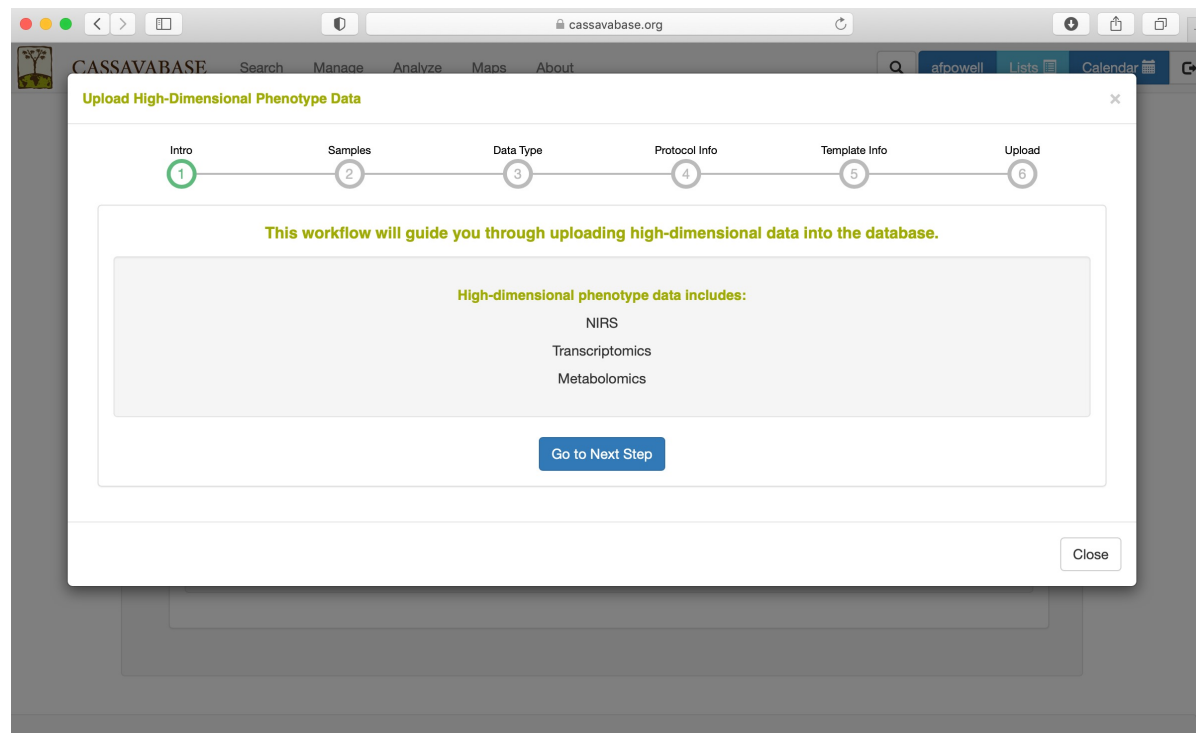 cassavabase.org
CASSAVABASE Search Manage Analyze Maps About afpowell Lists Calendar
Upload High-Dimensional Phenotype Data ×
Intro Samples Data Type Protocol Info Template Info Upload
1 2 3 4 5 6
This workflow will guide you through uploading high-dimensional data into the database.
High-dimensional phenotype data includes:
NIRS
Transcriptomics
Metabolomics
Go to Next Step
Close